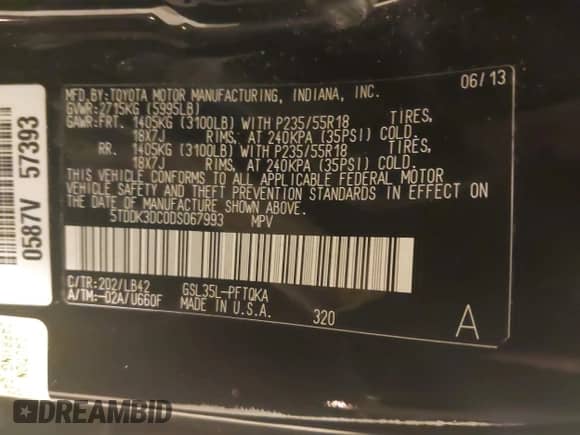 06/13
MFD.BY:TOYOTA MOTOR MANUFACTURING, INDIANA, INC.
GVWR:2715KG (5995LB)
GAWR:FRT. 1405KG (3100LB) WITH P235/55R18 TIRES,
18X7J RIMS, AT 240KPA (35PSI) COLD.
RR. 1405KG (3100LB) WITH P235/55R18 TIRES,
18X7J RIMS, AT 240KPA (35PSI) COLD.
THIS VEHICLE CONFORMS TO ALL APPLICABLE FEDERAL MOTOR
VEHICLE SAFETY AND THEFT PREVENTION STANDARDS IN EFFECT ON
THE DATE OF MANUFACTURE SHOWN ABOVE.
5TDDK3DC0DS067993 MPV
C/TR:202/LB42 GSL35L-PFTQKA
A/TM:-02A/U660F MADE IN U.S.A. 320
A
0587V 57393
DREAMBID